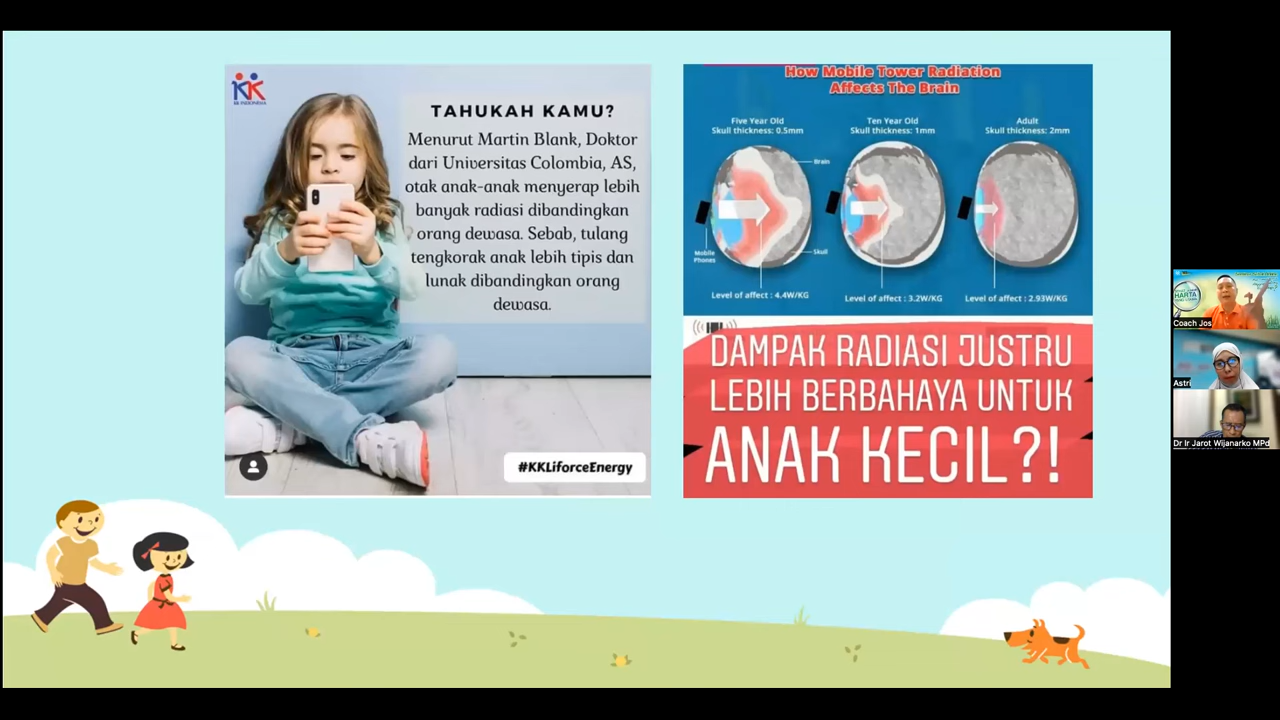 KK
KK INDONESIA
TAHUKAH KAMU?
Menurut Martin Blank, Doktor
dari Universitas Colombia, AS,
otak anak-anak menyerap lebih
banyak radiasi dibandingkan
orang dewasa. Sebab, tulang
tengkorak anak lebih tipis dan
lunak dibandingkan orang
dewasa.
#KKLiforceEnergy
How Mobile Tower Radiation
Affects The Brain
Five Year Old
Skull thickness: 0.5mm
Ten Year Old
Skull thickness: 1mm
Adult
Skull thickness: 2mm
Brain
Mobile
Phones
Skull
Level of affect : 4.4W/KG
Level of affect : 3.2W/KG
Level of affect : 2.93W/KG
DAMPAK RADIASI JUSTRU
LEBIH BERBAHAYA UNTUK
ANAK KECIL?!
HARTA
Coach Jos
Astri
Dr Ir Jarot Wijanarko MPd